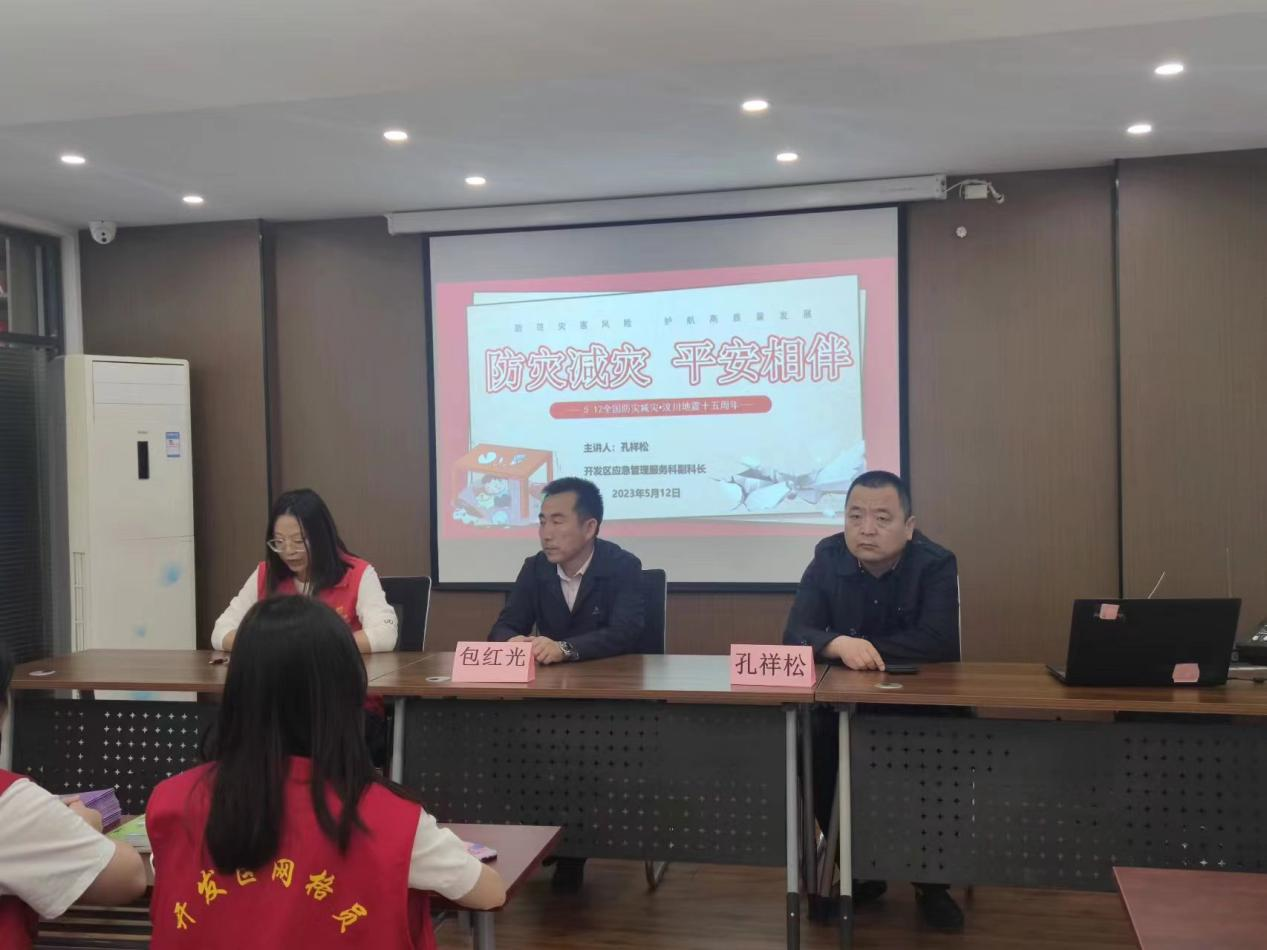 防范灾害风险 护航高质量发展
防灾减灾 平安相伴
5 12全国防灾减灾•汶川地震十五周年
主讲人：孔祥松
开发区应急管理服务科副科长
2023年5月12日
包红光
孔祥松
开发区网格员